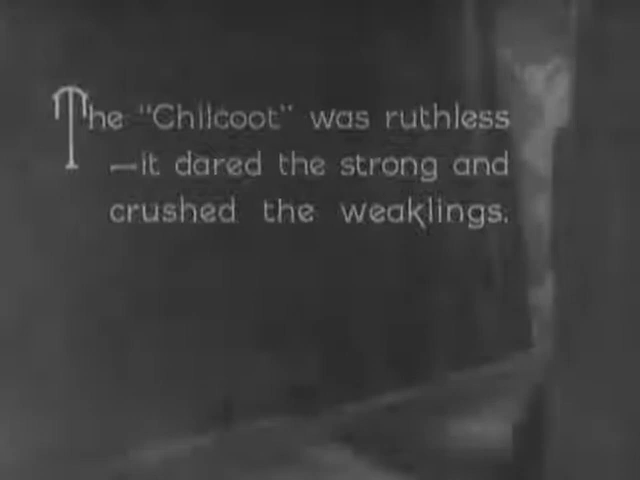 The "Chilcoot" was ruthless
—it dared the strong and
crushed the weaklings.